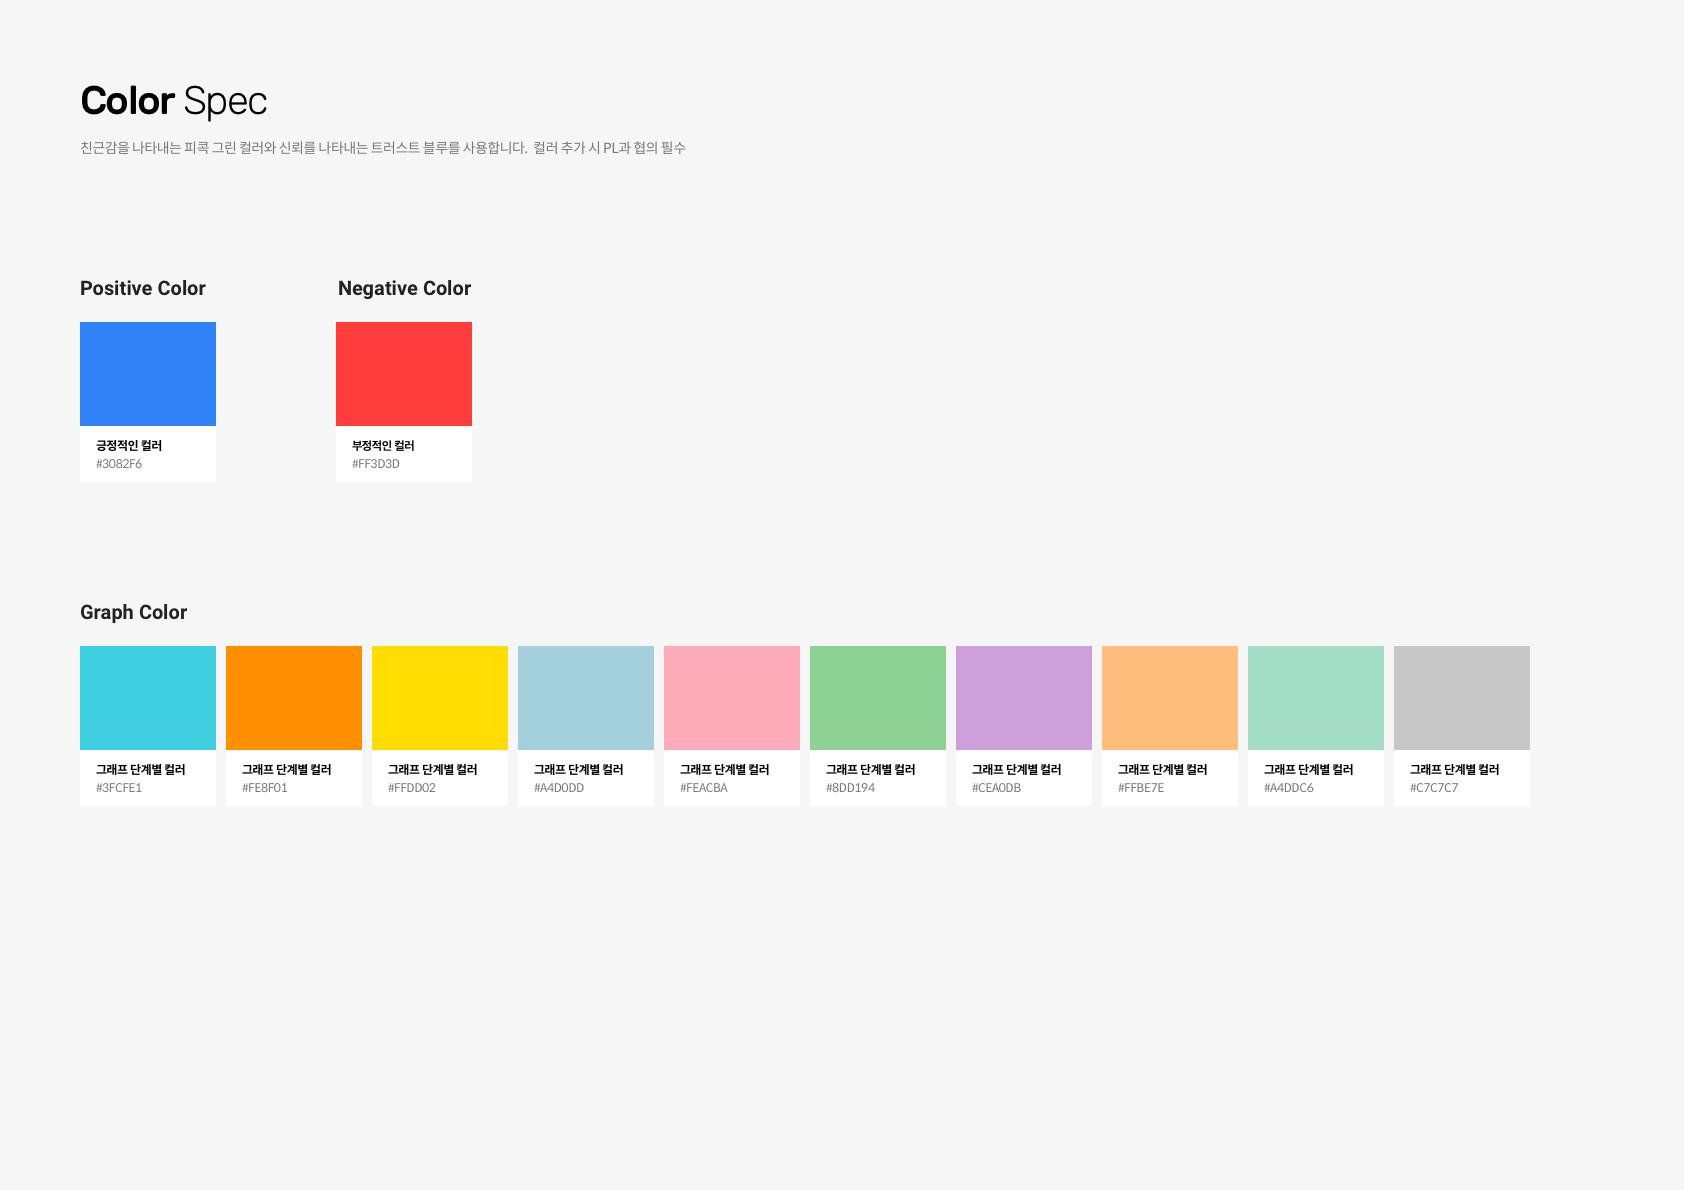 Color Spec
친근감을 나타내는 피콕 그린 컬러와 신뢰를 나타내는 트러스트 블루를 사용합니다. 컬러 추가 시 PL과 협의 필수
Positive Color
Negative Color
긍정적인 컬러
#3082F6
부정적인 컬러
#FF3D3D
Graph Color
그래프 단계별 컬러
#3FCFE1
그래프 단계별 컬러
#FE8F01
그래프 단계별 컬러
#FFDD02
그래프 단계별 컬러
#A4D0DD
그래프 단계별 컬러
#FEACBA
그래프 단계별 컬러
#8DD194
그래프 단계별 컬러
#CEA0DB
그래프 단계별 컬러
#FFBE7E
그래프 단계별 컬러
#A4DDC6
그래프 단계별 컬러
#C7C7C7